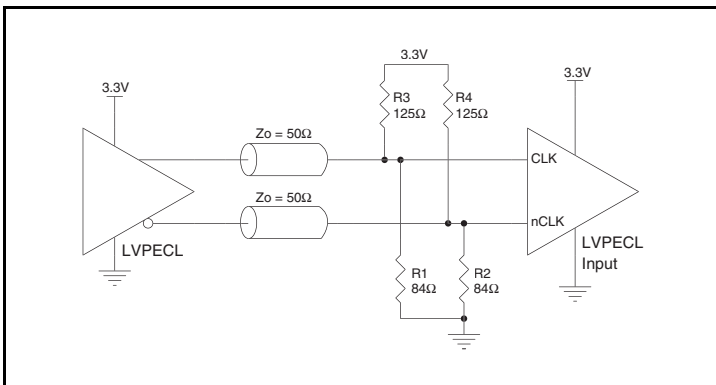 3.3V
3.3V
3.3V
R3
125Ω
R4
125Ω
Zo = 50Ω
CLK
Zo = 50Ω
nCLK
LVPECL
LVPECL
Input
R1
84Ω
R2
84Ω